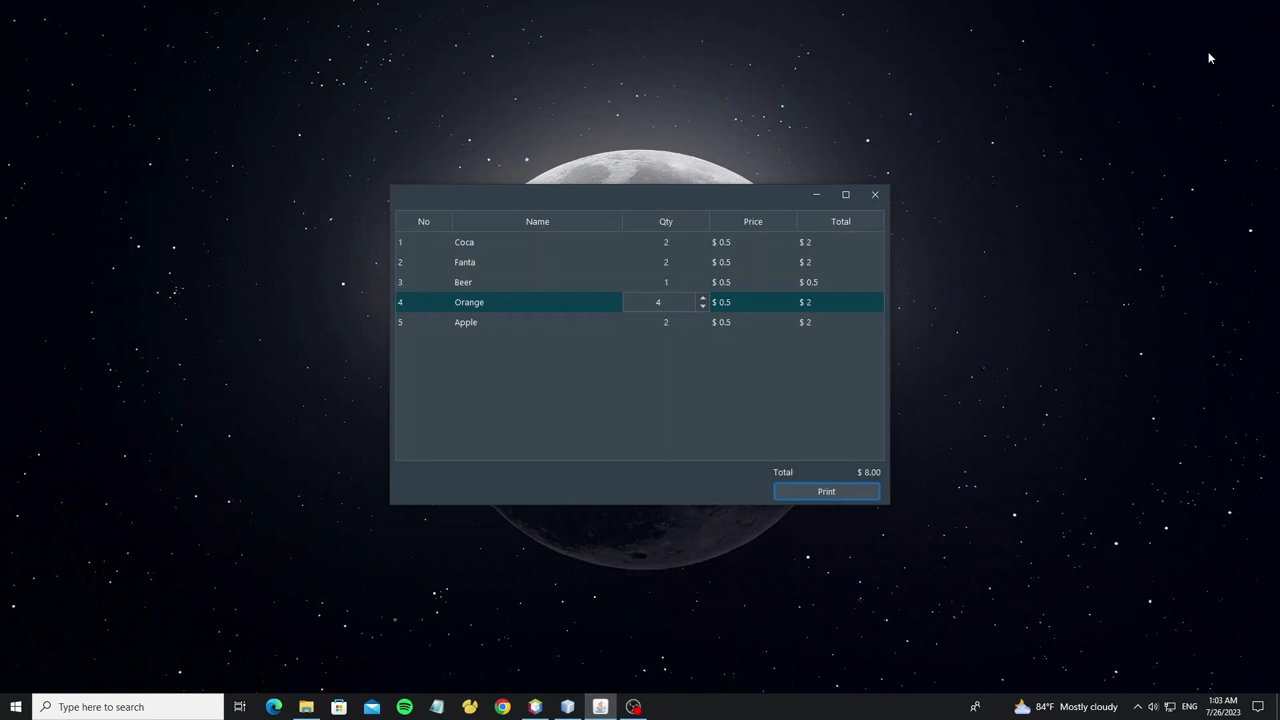 No Name Qty Price Total
1 Coca 2 $ 0.5 $ 2
2 Fanta 2 $ 0.5 $ 2
3 Beer 1 $ 0.5 $ 0.5
4 Orange 4 $ 0.5 $ 2
5 Apple 2 $ 0.5 $ 2
Total $ 8.00
Print
Type here to search
84°F Mostly cloudy
ENG
1:03 AM
7/26/2023